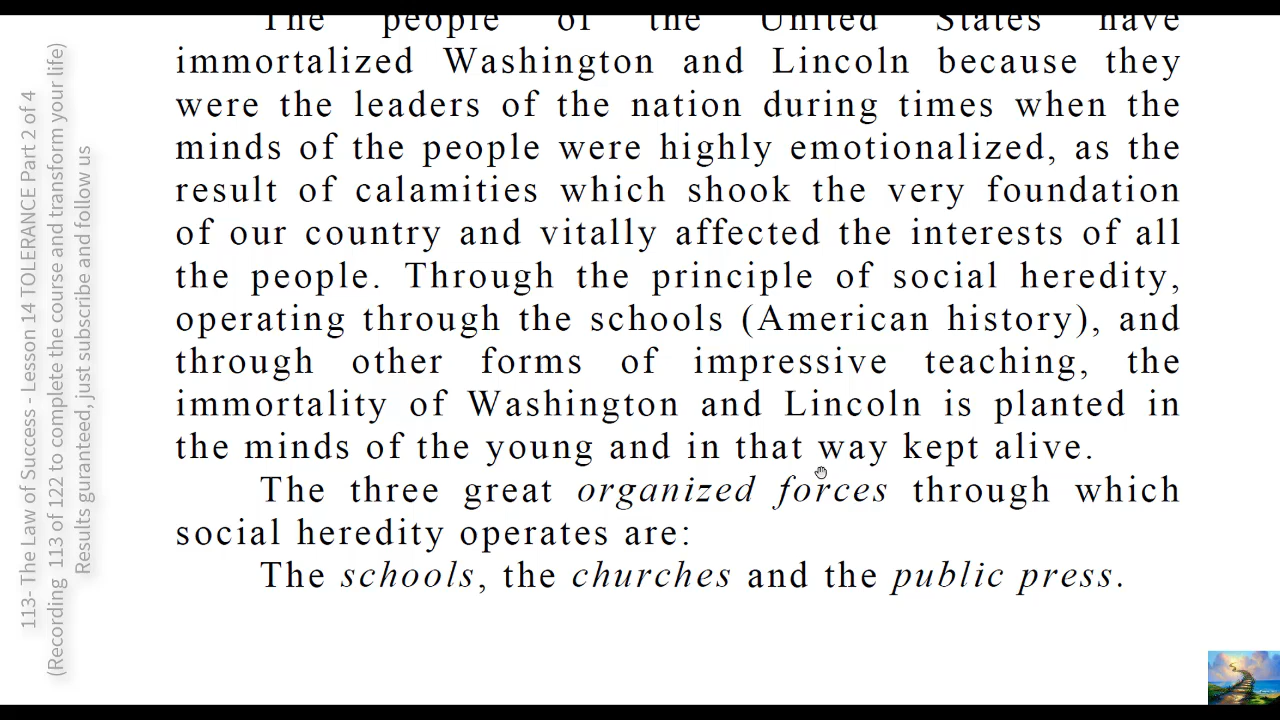 The people of the United States have
immortalized Washington and Lincoln because they
were the leaders of the nation during times when the
minds of the people were highly emotionalized, as the
result of calamities which shook the very foundation
of our country and vitally affected the interests of all
the people. Through the principle of social heredity,
operating through the schools (American history), and
through other forms of impressive teaching, the
immortality of Washington and Lincoln is planted in
the minds of the young and in that way kept alive.
The three great organized forces through which
social heredity operates are:
The schools, the churches and the public press.
113- The Law of Success - Lesson 14 TOLERANCE Part 2 of 4
(Recording 113 of 122 to complete the course and transform your life)
Results guranteed, just subscribe and follow us